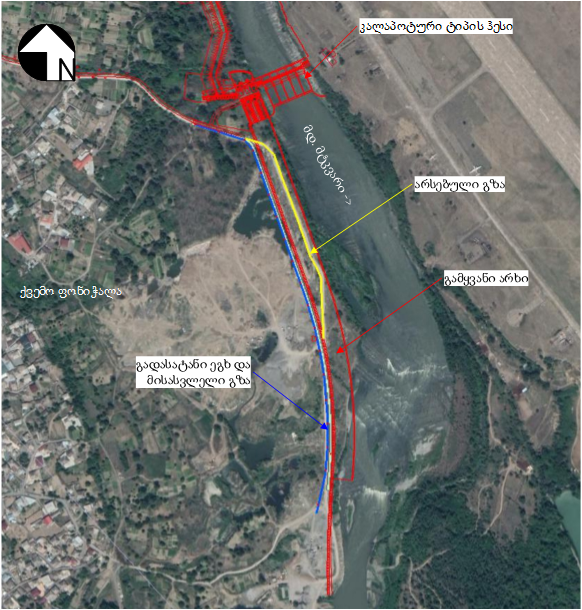 N
კალაპოტური ტიპის ჰესი
მდ. მტკვარი ->
არსებული გზა
გამყვანი არხი
ქვემო ფონიჭალა
გადასატანი ეგხ და
მისასვლელი გზა